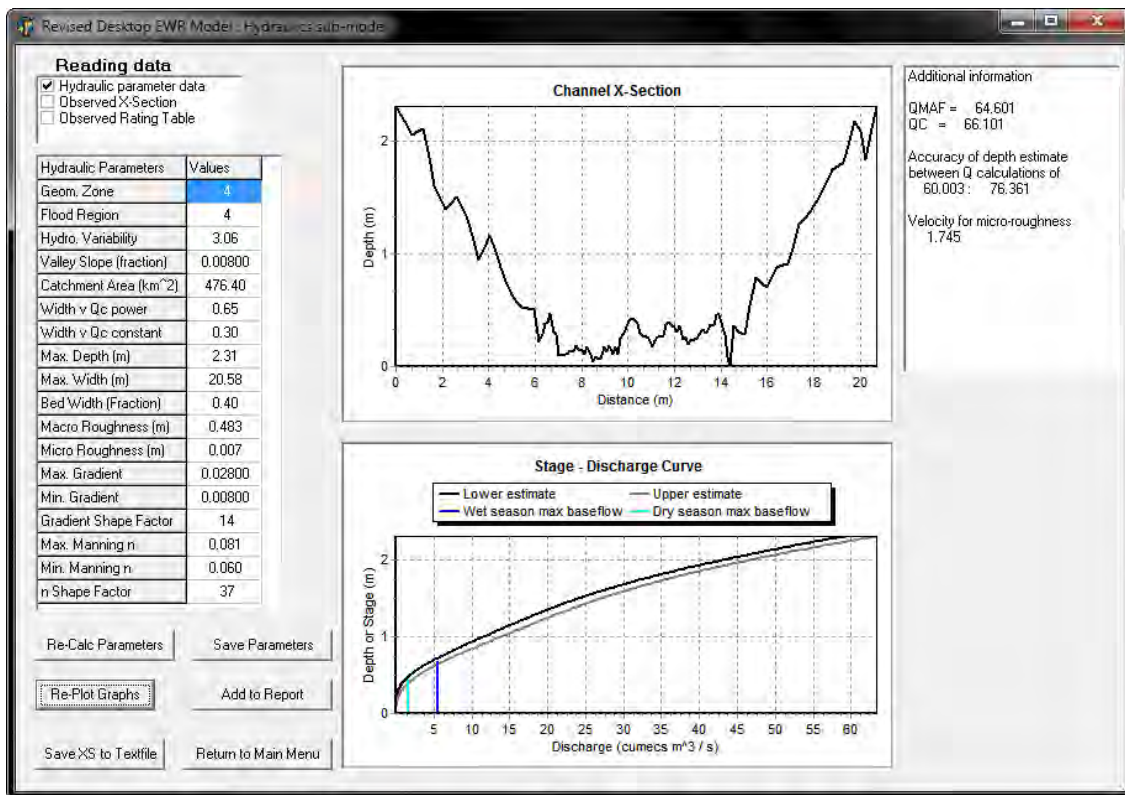 Revised Desktop EWR Model : Hydraulics sub-model
Reading data
Hydraulic parameter data
Observed X-Section
Observed Rating Table
Hydraulic Parameters Values
Geom. Zone 4
Flood Region 4
Hydro. Variability 3.06
Valley Slope (fraction) 0.00800
Catchment Area (km^2) 476.40
Width v Qc power 0.65
Width v Qc constant 0.30
Max. Depth (m) 2.31
Max. Width (m) 20.58
Bed Width (Fraction) 0.40
Macro Roughness (m) 0.483
Micro Roughness (m) 0.007
Max. Gradient 0.02800
Min. Gradient 0.00800
Gradient Shape Factor 14
Max. Manning n 0.081
Min. Manning n 0.060
n Shape Factor 37
Re-Calc Parameters Save Parameters
Re-Plot Graphs Add to Report
Save XS to Textfile Return to Main Menu
Channel X-Section
Depth (m)
2
1
0
0 2 4 6 8 10 12 14 16 18 20
Distance (m)
Stage - Discharge Curve
Lower estimate Upper estimate
Wet season max baseflow Dry season max baseflow
Depth or Stage (m)
2
1
0
5 10 15 20 25 30 35 40 45 50 55 60
Discharge (cumecs m^3 / s)
Additional information
QMAF = 64.601
QC = 66.101
Accuracy of depth estimate
between Q calculations of
60.003 : 76.361
Velocity for micro-roughness
1.745